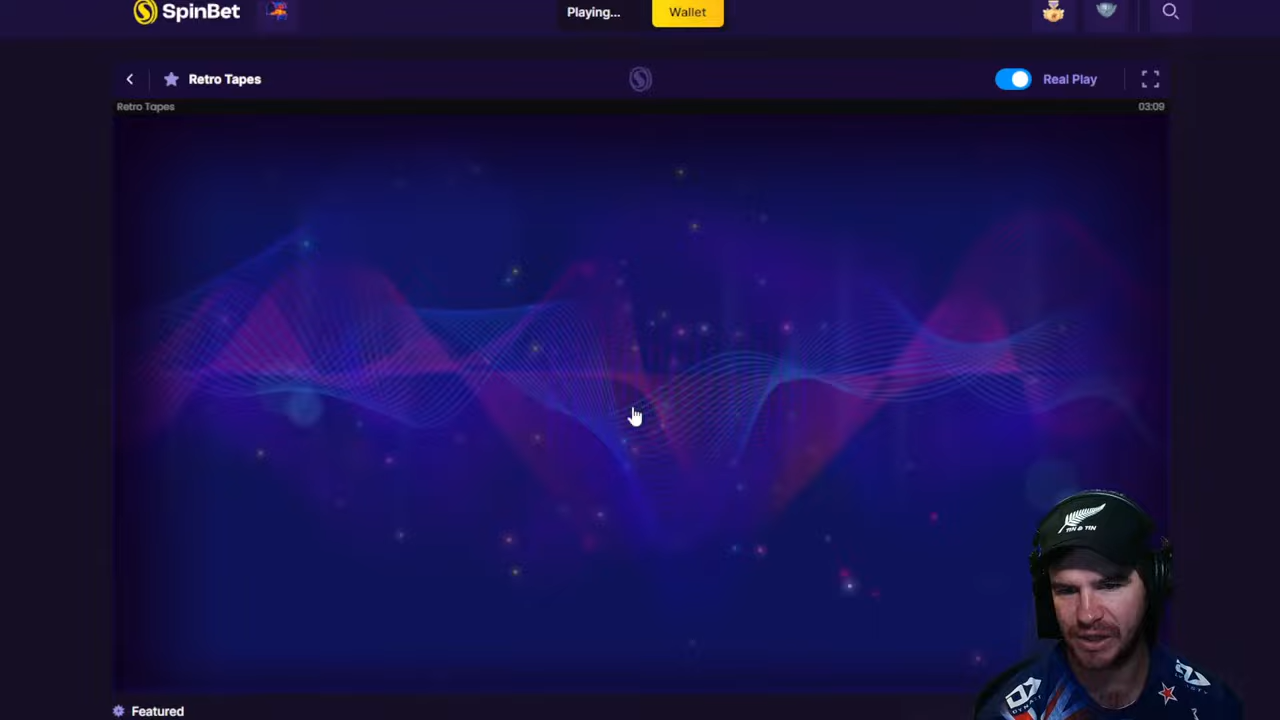 SpinBet
Playing...
Wallet
Retro Tapes
Real Play
Retro Tapes
03:09
Featured